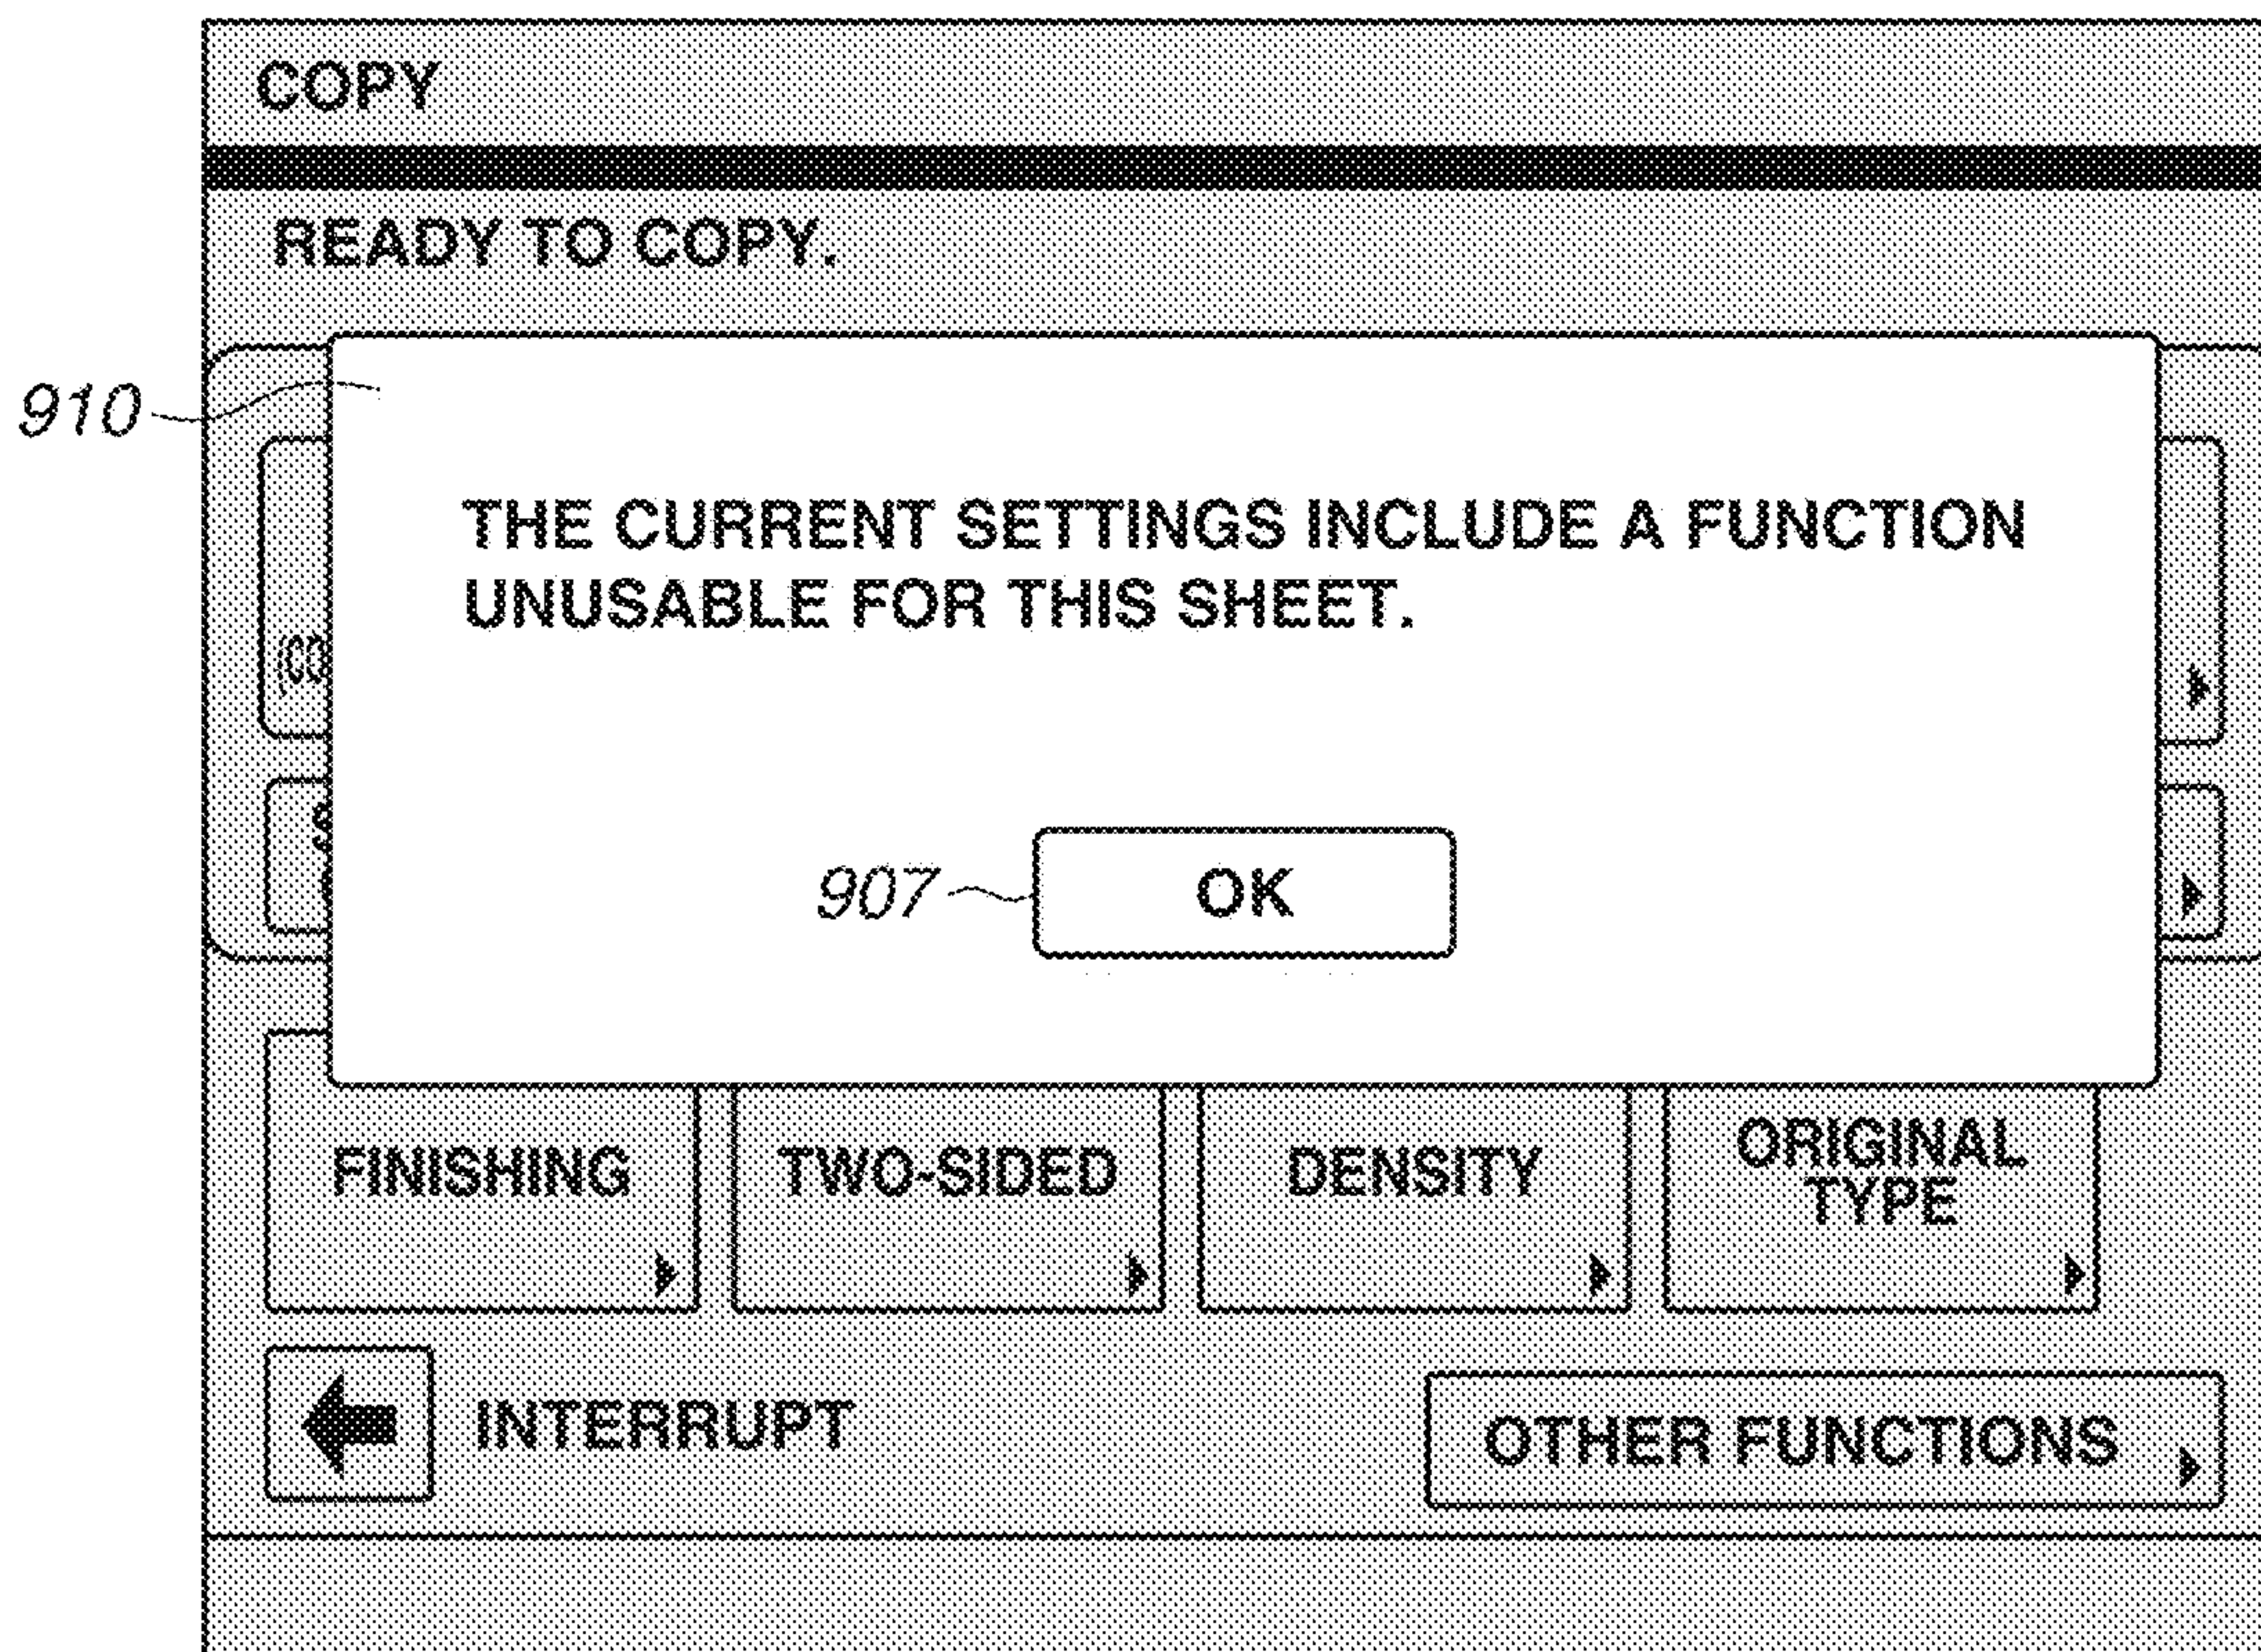 COPY
READY TO COPY.
910
THE CURRENT SETTINGS INCLUDE A FUNCTION
UNUSABLE FOR THIS SHEET.
907
OK
FINISHING
TWO-SIDED
DENSITY
ORIGINAL
TYPE
INTERRUPT
OTHER FUNCTIONS